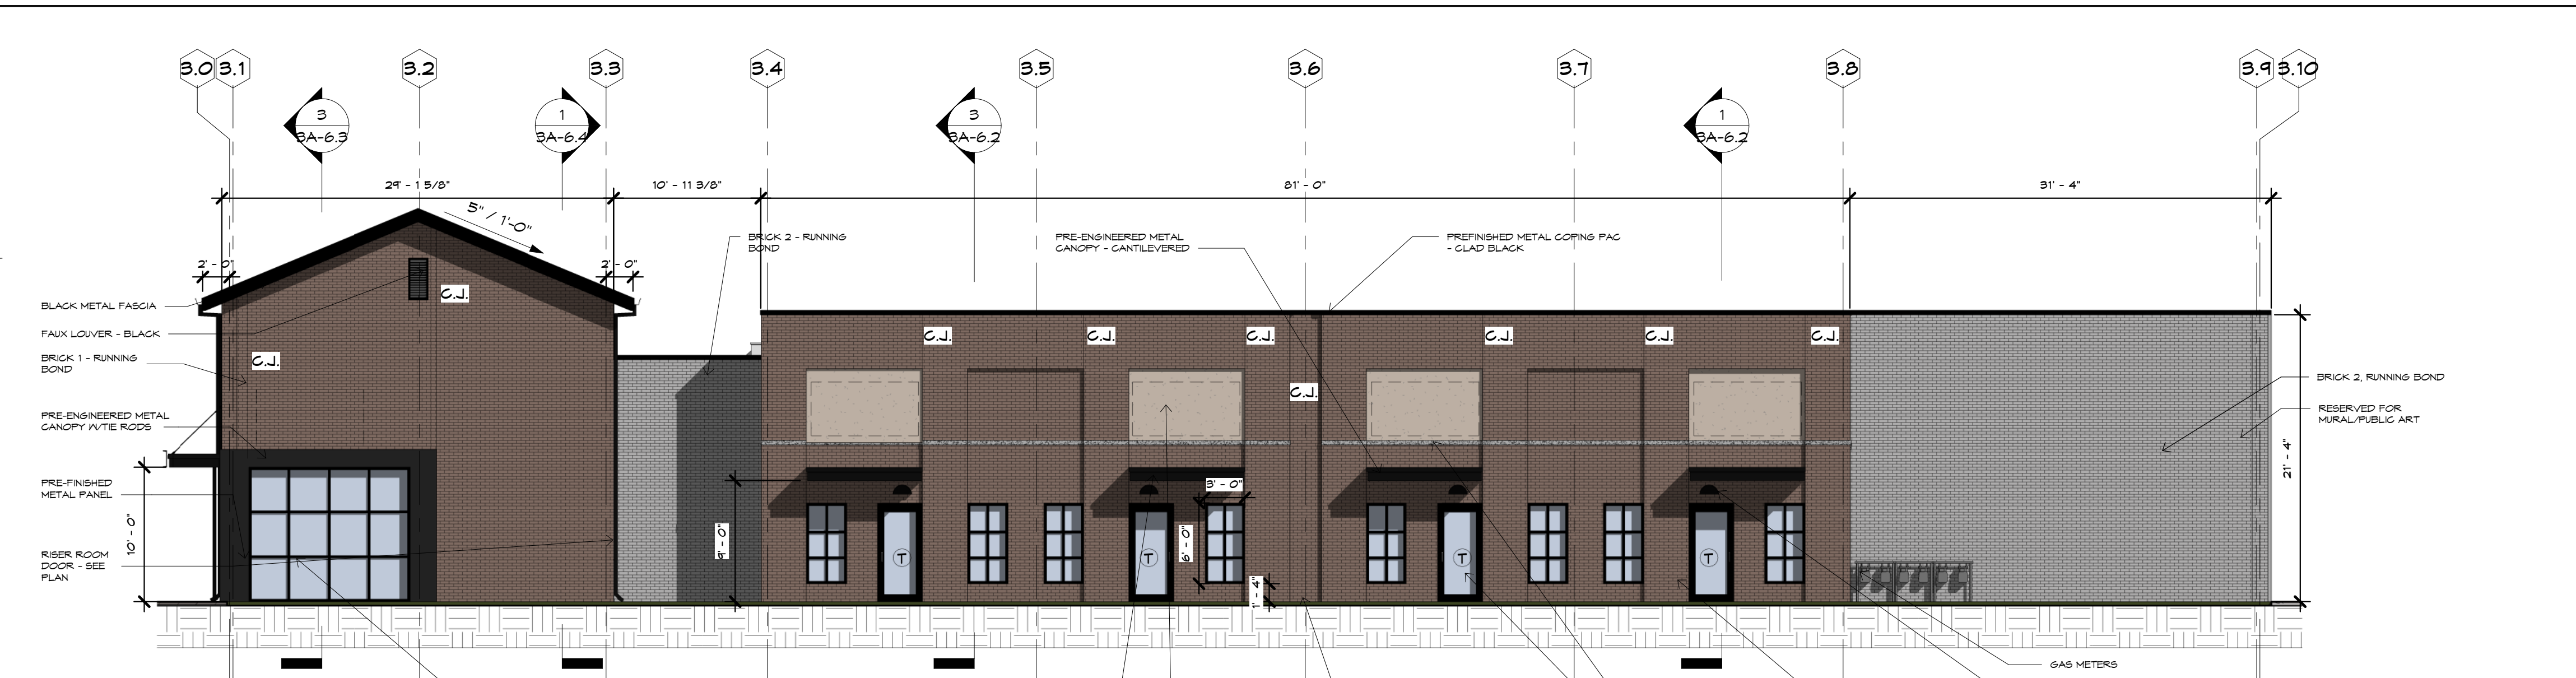 3.0
3.1
3.2
3.3
3.4
3.5
3.6
3.7
3.8
3.9
3.10
3
3A-6.3
1
3A-6.4
3
3A-6.2
1
3A-6.2
29' - 1 5/8"
10' - 11 3/8"
81' - 0"
31' - 4"
5" / 1'-0"
2' - 0"
2' - 0"
BRICK 2 - RUNNING
BOND
PRE-ENGINEERED METAL
CANOPY - CANTILEVERED
PREFINISHED METAL COPING PAC
- CLAD BLACK
BLACK METAL FASCIA
FAUX LOUVER - BLACK
BRICK 1 - RUNNING
BOND
PRE-ENGINEERED METAL
CANOPY W/TIE RODS
PRE-FINISHED
METAL PANEL
RISER ROOM
DOOR - SEE
PLAN
10' - 0"
C.J.
C.J.
C.J.
C.J.
C.J.
C.J.
C.J.
C.J.
C.J.
9' - 0"
3' - 0"
6' - 0"
1' - 4"
T
T
T
T
BRICK 2, RUNNING BOND
RESERVED FOR
MURAL/PUBLIC ART
21' - 4"
GAS METERS